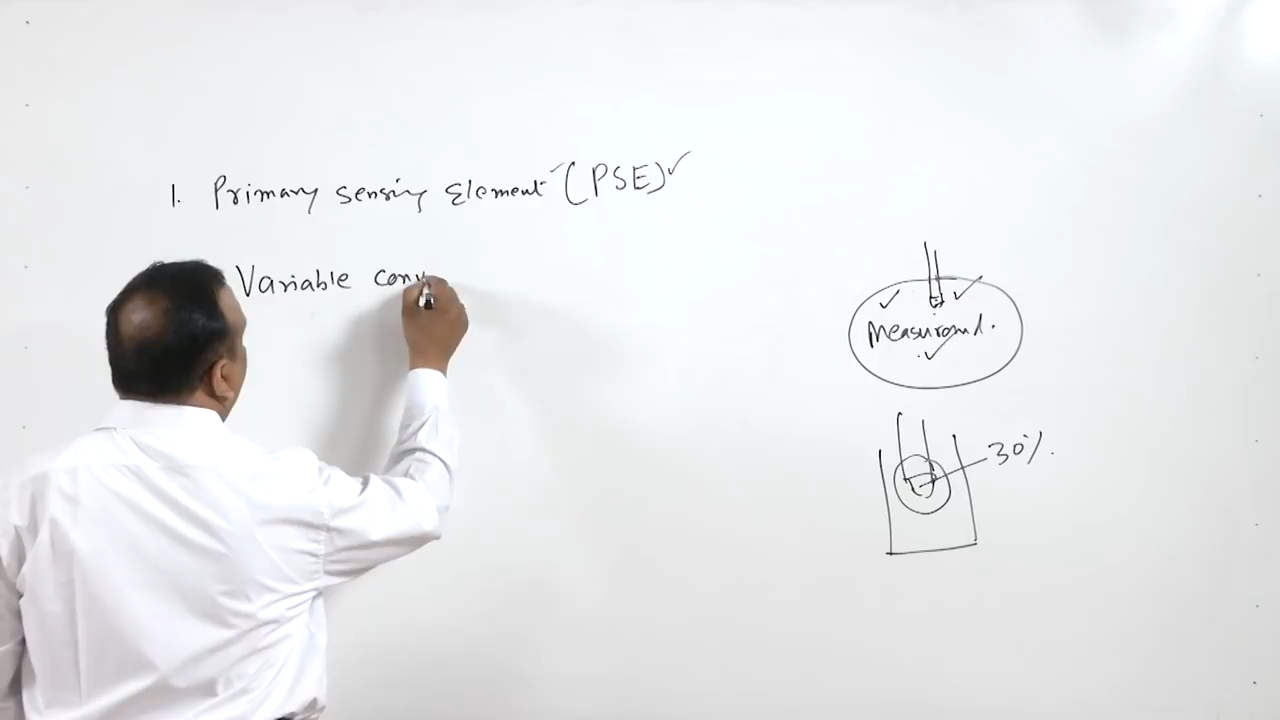 1. Primary sensing Element (PSE)
Variable conv
Measurand.
30%.